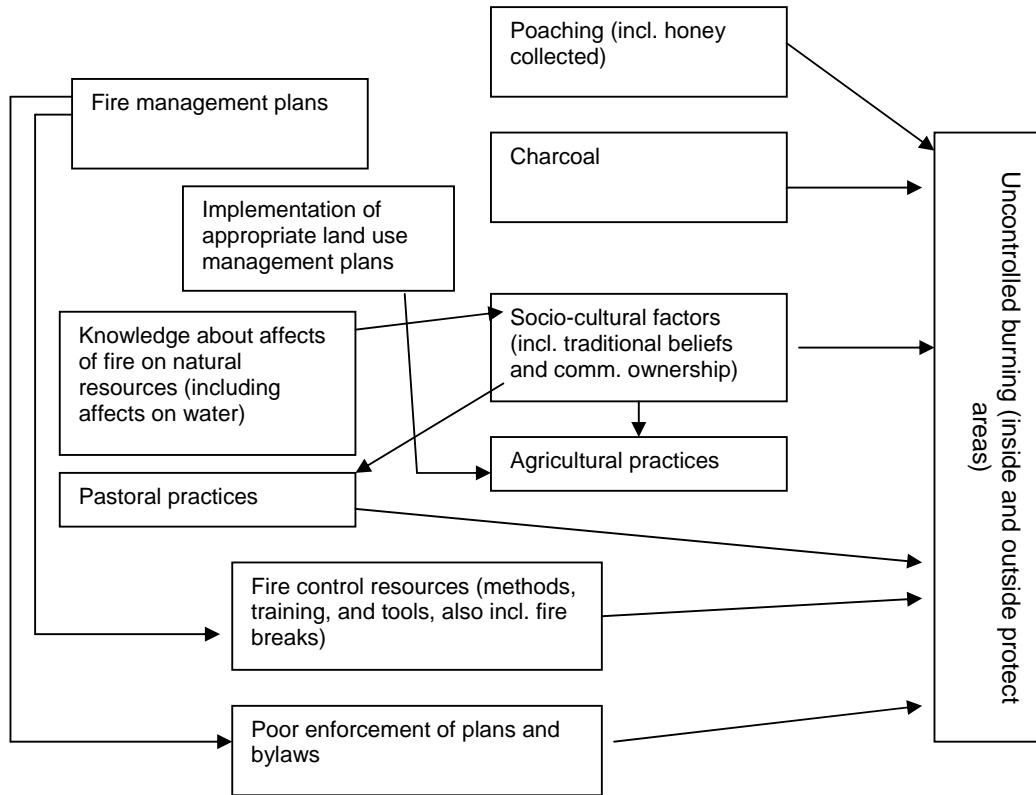 Poaching (incl. honey
collected)
Fire management plans
Charcoal
Implementation of
appropriate land use
management plans
Knowledge about affects
of fire on natural
resources (including
affects on water)
Socio-cultural factors
(incl. traditional beliefs
and comm. ownership)
Agricultural practices
Pastoral practices
Fire control resources (methods,
training, and tools, also incl. fire
breaks)
Poor enforcement of plans and
bylaws
Uncontrolled burning (inside and outside protect
areas)